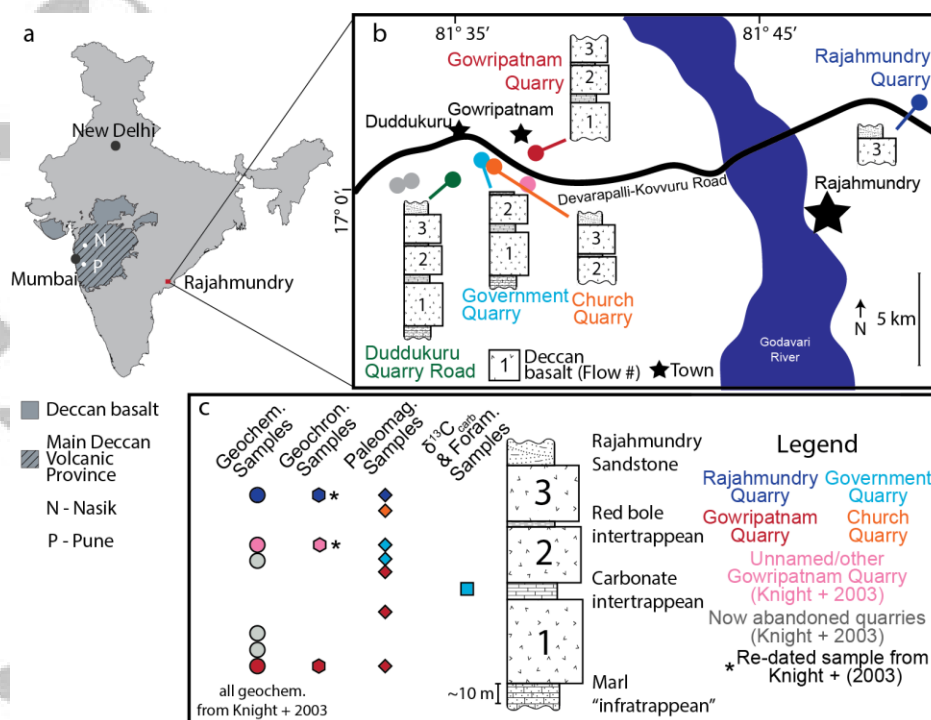 a
New Delhi
N
P
Mumbai
Rajahmundry
Deccan basalt
Main Deccan
Volcanic
Province
N - Nasik
P - Pune
b
81° 35'
81° 45'
17° 0'
Gowripatnam
Quarry
3
2
1
Rajahmundry
Quarry
3
Duddukuru
Gowripatnam
Devarapalli-Kovvuru Road
Rajahmundry
3
2
1
2
1
3
2
Government
Quarry
Church
Quarry
Duddukuru
Quarry Road
1
Deccan
basalt (Flow #)
Town
Godavari
River
N
5 km
c
Geochem.
Samples
Geochron.
Samples
Paleomag.
Samples
δ¹³C carb
& Foram.
Samples
*
*
all geochem.
from Knight + 2003
3
2
1
~10 m
Rajahmundry
Sandstone
Red bole
intertrappean
Carbonate
intertrappean
Marl
"infratrappean"
Legend
Rajahmundry
Quarry
Government
Quarry
Gowripatnam
Quarry
Church
Quarry
Unnamed/other
Gowripatnam Quarry
(Knight + 2003)
Now abandoned quarries
(Knight + 2003)
* Re-dated sample from
Knight + (2003)